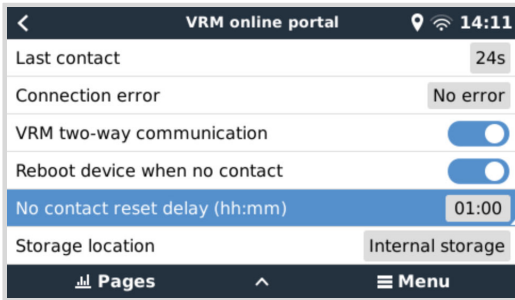 VRM online portal 14:11
Last contact 24s
Connection error No error
VRM two-way communication
Reboot device when no contact
No contact reset delay (hh:mm) 01:00
Storage location Internal storage
Pages Menu